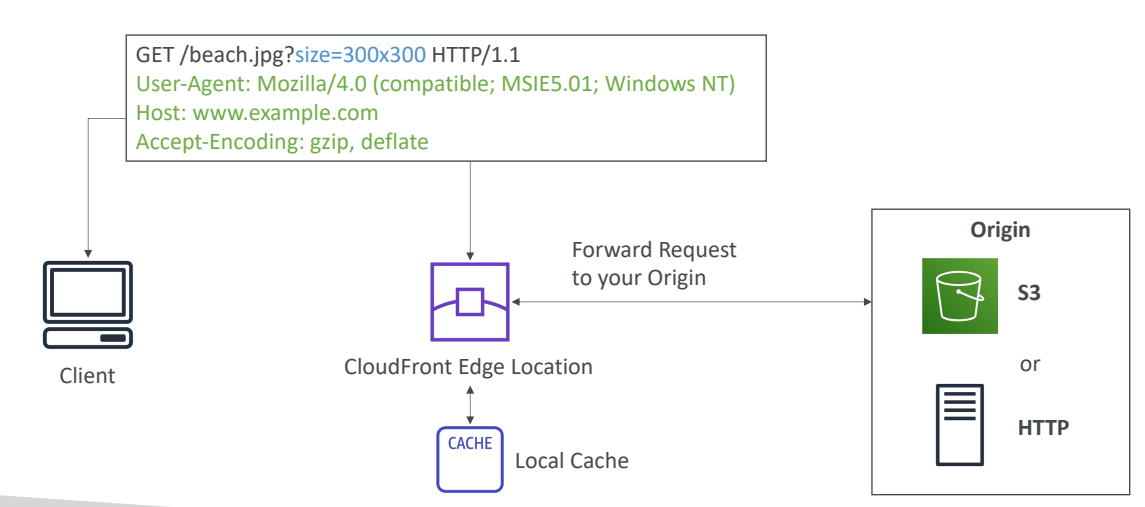 GET /beach.jpg?size=300x300 HTTP/1.1
User-Agent: Mozilla/4.0 (compatible; MSIE5.01; Windows NT)
Host: www.example.com
Accept-Encoding: gzip, deflate
Client
CloudFront Edge Location
CACHE
Local Cache
Forward Request
to your Origin
Origin
S3
or
HTTP